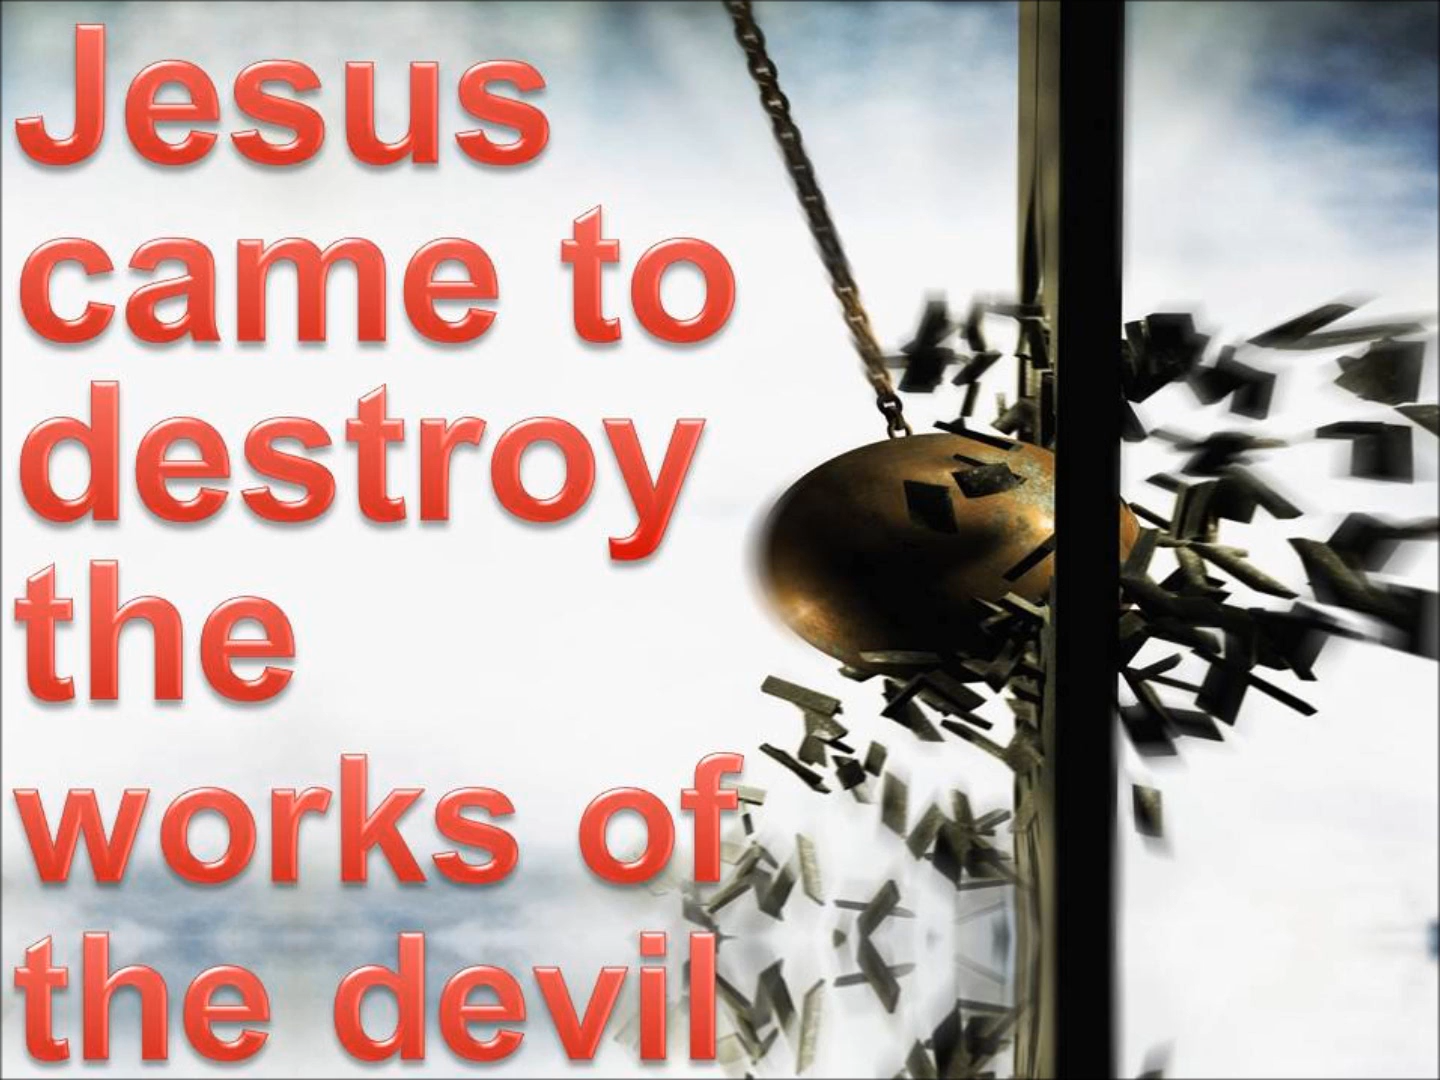 Jesus
came to
destroy
the
works of
the devil